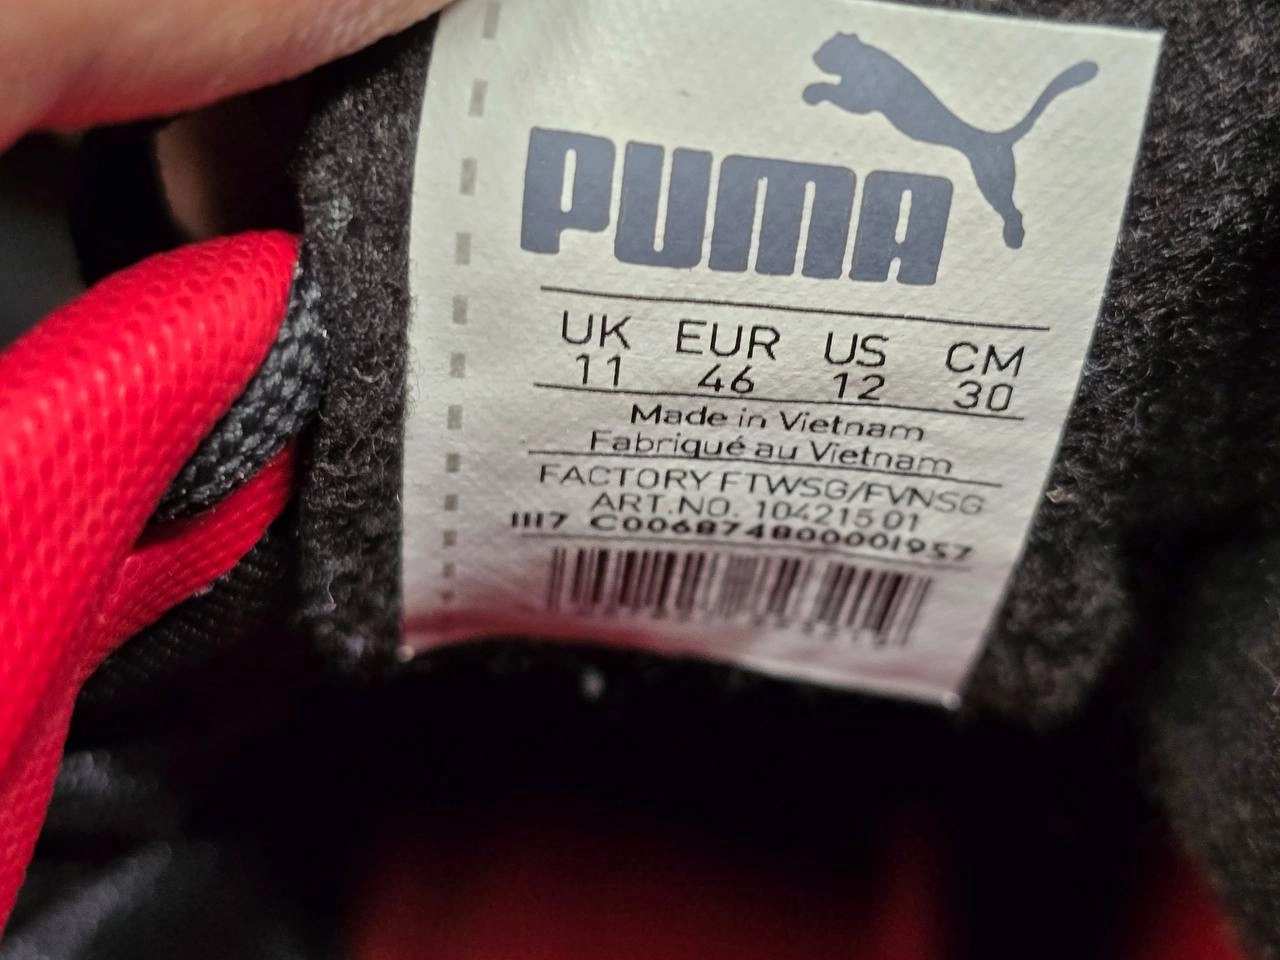 PUMA
UK EUR US CM
11 46 12 30
Made in Vietnam
Fabriqué au Vietnam
FACTORY FTWSG/FVNSG
ART.NO. 104215 01
1117 C006874800001957